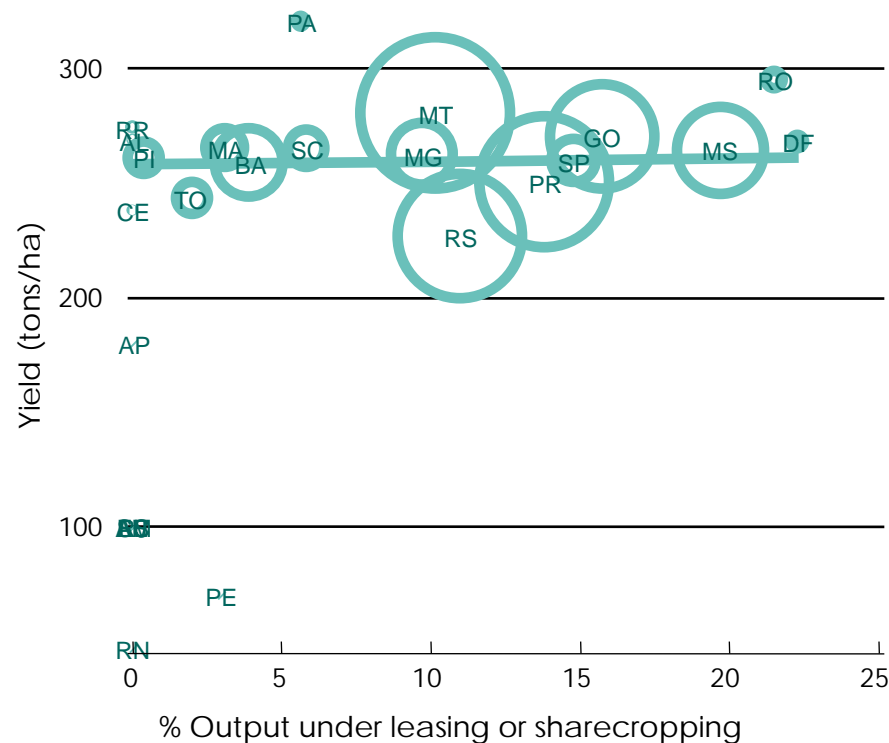 PA
300
RO
RR
AL
PI
MA
BA
SC
MT
MG
GO
SP
PR
MS
DF
TO
CE
RS
200
AP
100
PE
RN
0 5 10 15 20 25
Yield (tons/ha)
% Output under leasing or sharecropping